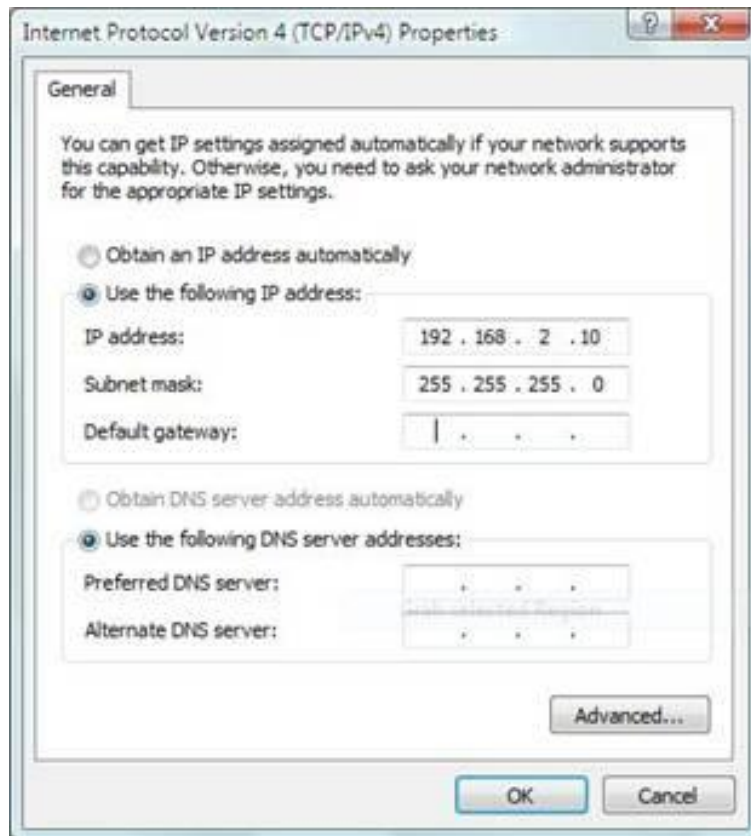 Internet Protocol Version 4 (TCP/IPv4) Properties
General
You can get IP settings assigned automatically if your network supports
this capability. Otherwise, you need to ask your network administrator
for the appropriate IP settings.
Obtain an IP address automatically
Use the following IP address:
IP address: 192 . 168 . 2 . 10
Subnet mask: 255 . 255 . 255 . 0
Default gateway: . . .
Obtain DNS server address automatically
Use the following DNS server addresses:
Preferred DNS server: . . .
Alternate DNS server: . . .
Advanced...
OK Cancel